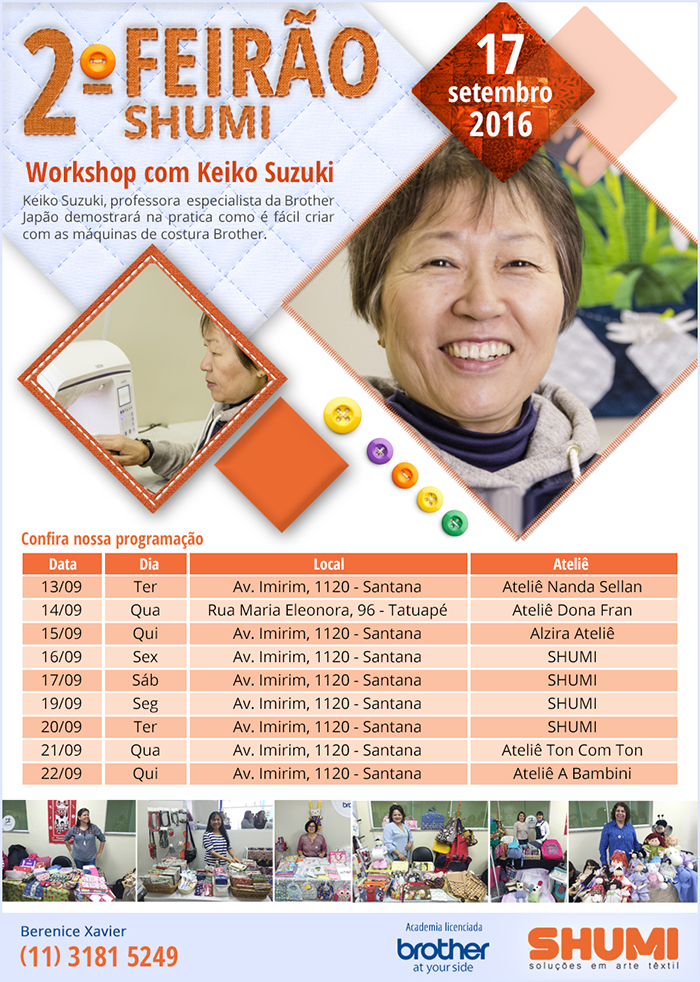 2º FEIRÃO
SHUMI
17
setembro
2016
Workshop com Keiko Suzuki
Keiko Suzuki, professora especialista da Brother
Japão demostrará na pratica como é fácil criar
com as máquinas de costura Brother.
Confira nossa programação
Data Dia Local Ateliê
13/09 Ter Av. Imirim, 1120 - Santana Ateliê Nanda Sellan
14/09 Qua Rua Maria Eleonora, 96 - Tatuapé Ateliê Dona Fran
15/09 Qui Av. Imirim, 1120 - Santana Alzira Ateliê
16/09 Sex Av. Imirim, 1120 - Santana SHUMI
17/09 Sáb Av. Imirim, 1120 - Santana SHUMI
19/09 Seg Av. Imirim, 1120 - Santana SHUMI
20/09 Ter Av. Imirim, 1120 - Santana SHUMI
21/09 Qua Av. Imirim, 1120 - Santana Ateliê Ton Com Ton
22/09 Qui Av. Imirim, 1120 - Santana Ateliê A Bambini
Berenice Xavier
(11) 3181 5249
Academia licenciada
brother
at your side
SHUMI
soluções em arte têxtil